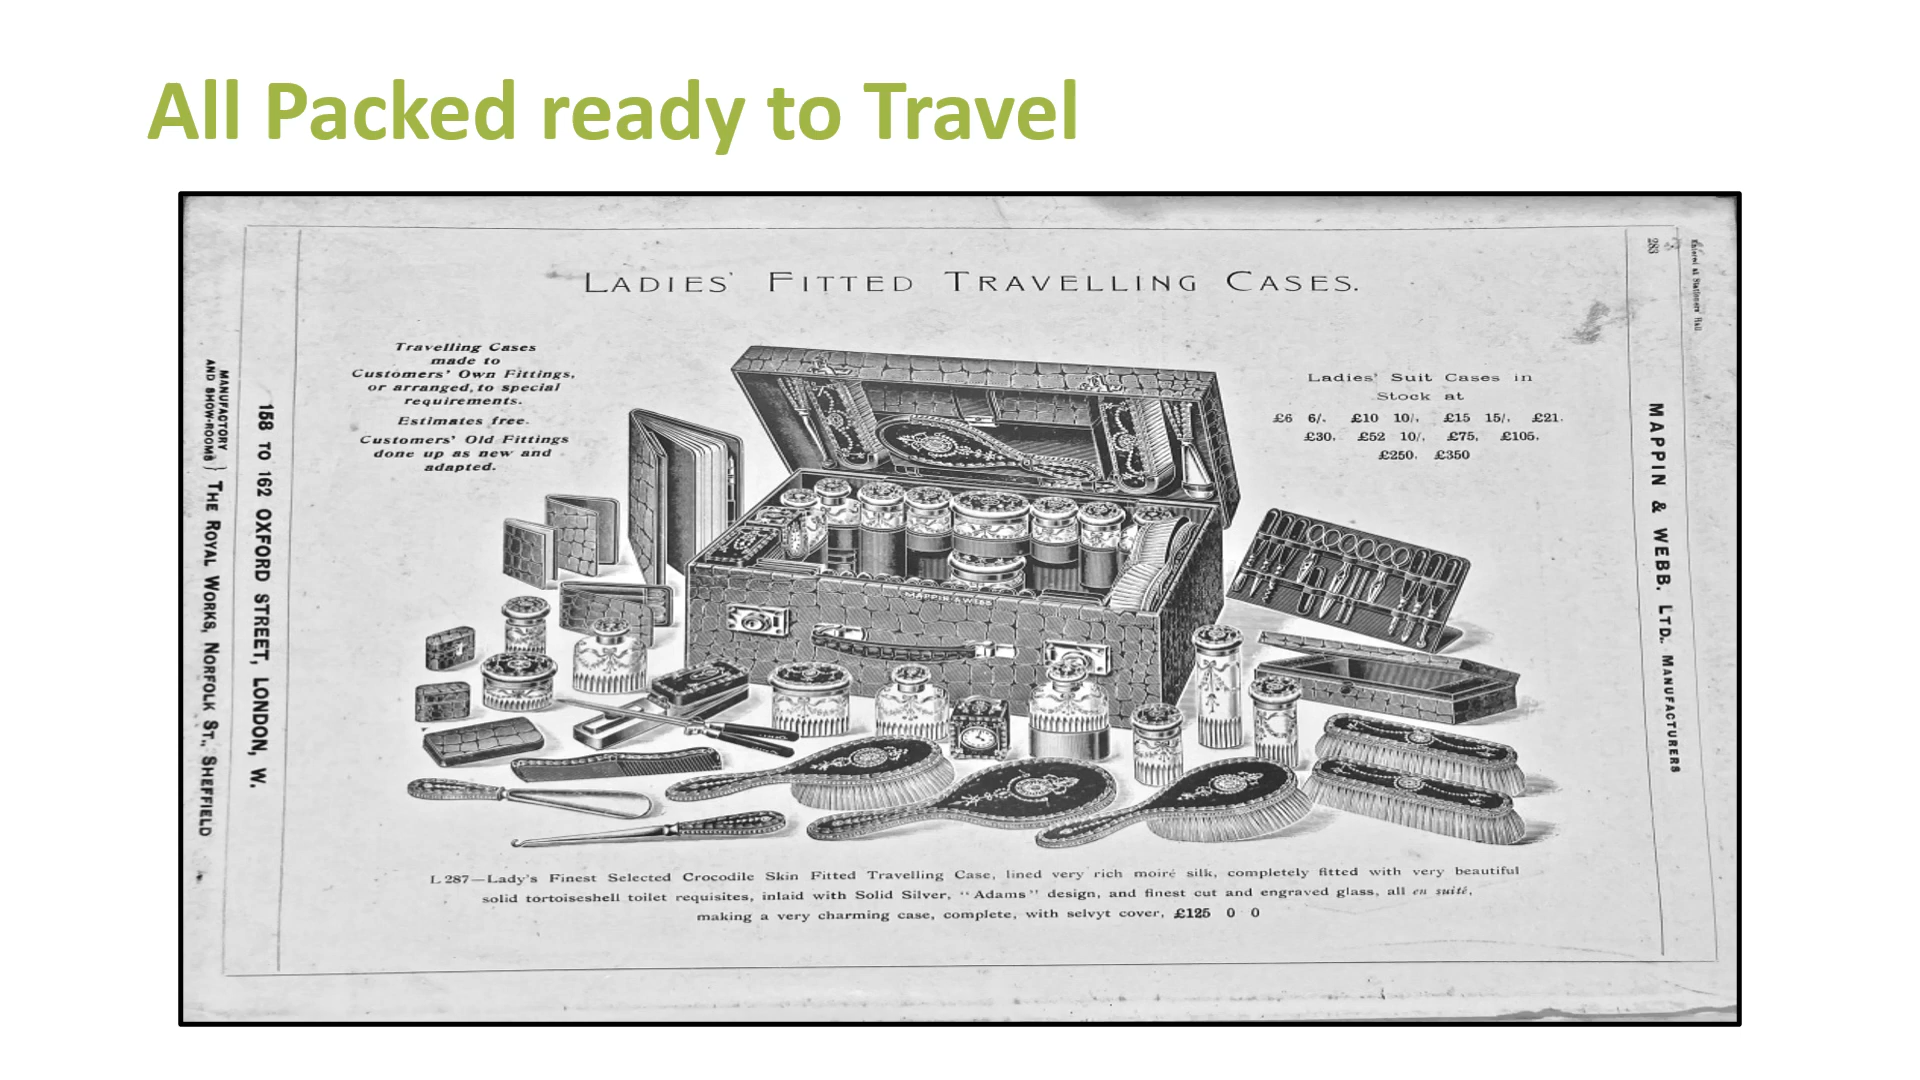 All Packed ready to Travel
LADIES' FITTED TRAVELLING CASES.
Travelling Cases
made to
Customers' Own Fittings,
or arranged, to special
requirements.
Estimates free.
Customers' Old Fittings
done up as new and
adapted.
Ladies' Suit Cases in
Stock at
£6 6/. £10 10/. £15 15/. £21.
£30. £52 10/. £75. £105.
£250. £350
MAPPIN & WEBB
L 287—Lady's Finest Selected Crocodile Skin Fitted Travelling Case, lined very rich moiré silk, completely fitted with very beautiful
solid tortoiseshell toilet requisites, inlaid with Solid Silver, "Adams" design, and finest cut and engraved glass, all en suité,
making a very charming case, complete, with selvyt cover, £125 0 0
158 TO 162 OXFORD STREET, LONDON, W.
MANUFACTORY
AND SHOW-ROOMS } THE ROYAL WORKS, NORFOLK ST., SHEFFIELD
283
MAPPIN & WEBB. LTD. MANUFACTURERS
Entered at Stationers' Hall.